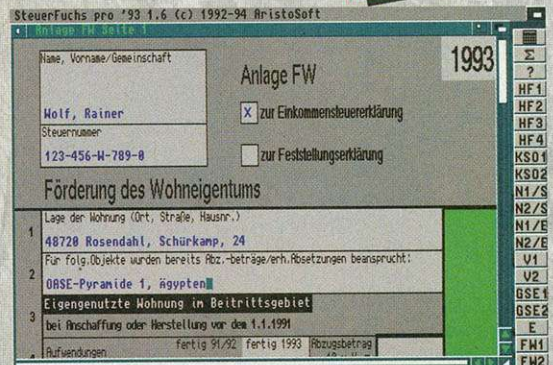 SteuerFuchs pro '93 1.6 (c) 1992-94 AristoSoft
Anlage FW Seite 1
Name, Vorname/Gemeinschaft
Wolf, Rainer
Steuernummer
123-456-W-789-0
Anlage FW
1993
X zur Einkommensteuererklärung
zur Feststellungserklärung
Förderung des Wohneigentums
1 Lage der Wohnung (Ort, Straße, Hausnr.)
48720 Rosendahl, Schürkamp, 24
2 Für folg.Objekte wurden bereits Abz.-beträge/erh.Absetzungen beansprucht:
OASE-Pyramide 1, ägypten
3 Eigengenutzte Wohnung im Beitrittsgebiet
bei Anschaffung oder Herstellung vor dem 1.1.1991
Aufwendungen fertig 91/92 fertig 1993 Abzugsbetrag
Σ
?
HF1
HF2
HF3
HF4
KSO1
KSO2
N1/S
N2/S
N1/E
N2/E
V1
V2
GSE1
GSE2
E
FW1
FW2